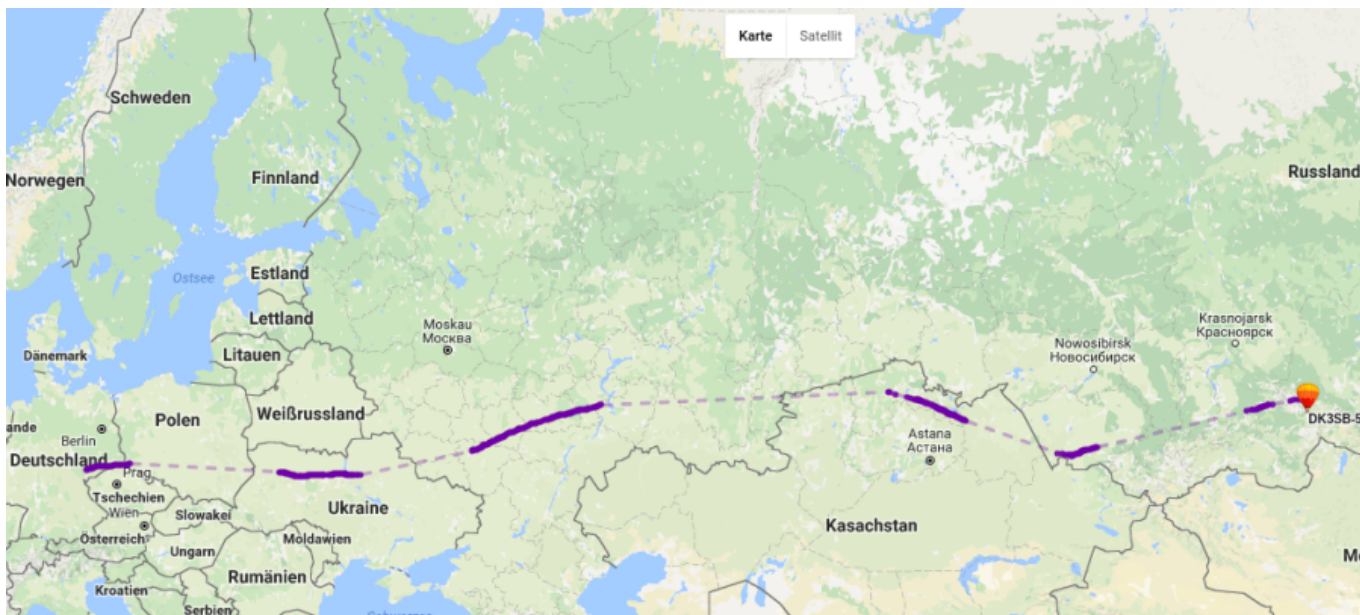 Karte
Satellit
Schweden
Norwegen
Finnland
Russland
Ostsee
Estland
Lettland
Litauen
Dänemark
Moskau
Москва
Krasnojarsk
Красноярск
Nowosibirsk
Новосибирск
Weißrussland
Polen
Berlin
Deutschland
DK3SB-5
Astana
Астана
Prag
Tschechien
Wien
Slowakei
Österreich
Ukraine
Kasachstan
Ungarn
Moldawien
Rumänien
Kroatien
Serbien